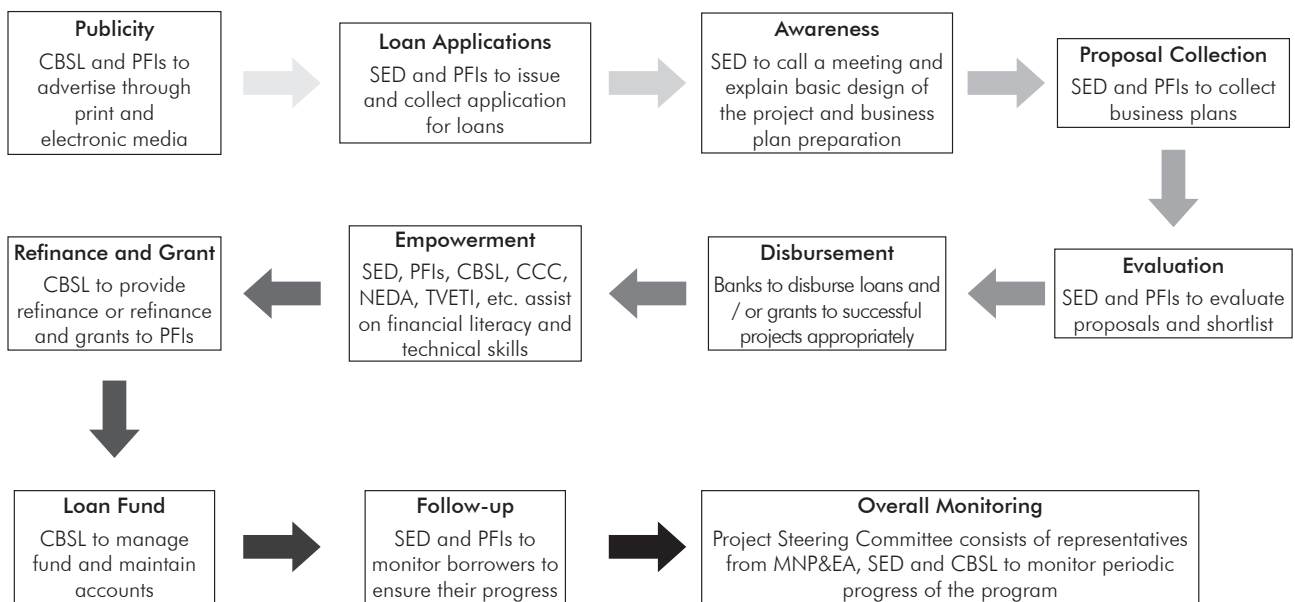 Publicity
CBSL and PFIs to
advertise through
print and
electronic media
Loan Applications
SED and PFIs to issue
and collect application
for loans
Awareness
SED to call a meeting and
explain basic design of
the project and business
plan preparation
Proposal Collection
SED and PFIs to collect
business plans
Evaluation
SED and PFIs to evaluate
proposals and shortlist
Disbursement
Banks to disburse loans and
/ or grants to successful
projects appropriately
Empowerment
SED, PFIs, CBSL, CCC,
NEDA, TVETI, etc. assist
on financial literacy and
technical skills
Refinance and Grant
CBSL to provide
refinance or refinance
and grants to PFIs
Loan Fund
CBSL to manage
fund and maintain
accounts
Follow-up
SED and PFIs to
monitor borrowers to
ensure their progress
Overall Monitoring
Project Steering Committee consists of representatives
from MNP&EA, SED and CBSL to monitor periodic
progress of the program